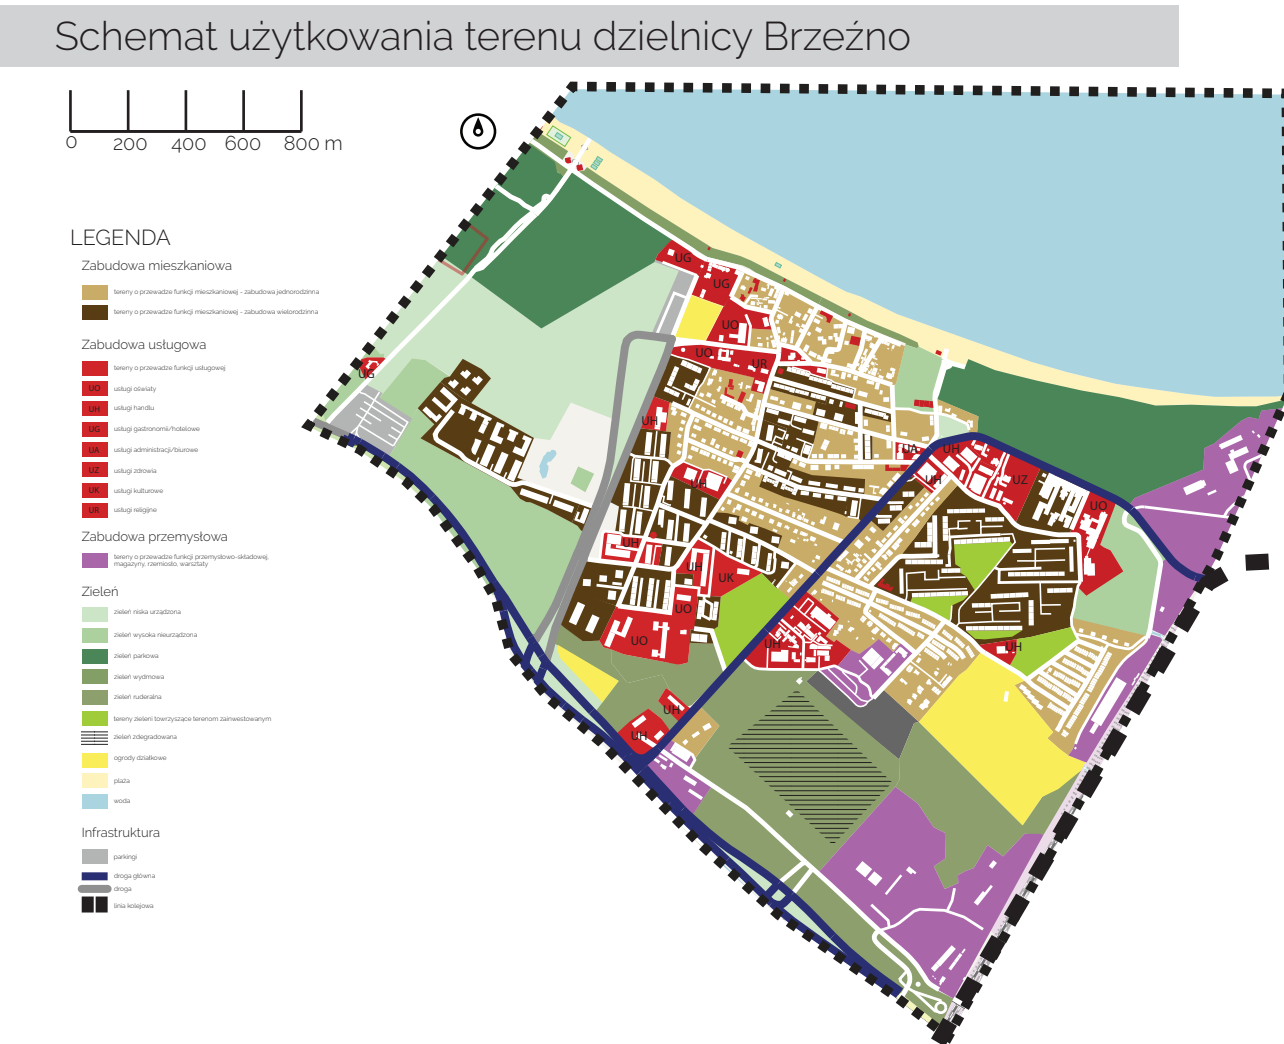 Schemat użytkowania terenu dzielnicy Brzeźno
0 200 400 600 800 m
LEGENDA
Zabudowa mieszkaniowa
tereny o przewadze funkcji mieszkaniowej - zabudowa jednorodzinna
tereny o przewadze funkcji mieszkaniowej - zabudowa wielorodzinna
Zabudowa usługowa
tereny o przewadze funkcji usługowej
UO usługi oświaty
UH usługi handlu
UG usługi gastronomii/hotelowe
UA usługi administracji/biurowe
UZ usługi zdrowia
UK usługi kulturowe
UR usługi religijne
Zabudowa przemysłowa
tereny o przewadze funkcji przemysłowo-składowej,
magazyny, rzemiosło, warsztaty
Zieleń
zieleń niska urządzona
zieleń wysoka nieurządzona
zieleń parkowa
zieleń wydmowa
zieleń ruderalna
tereny zieleni towrzyszące terenom zainwestowanym
zieleń zdegradowana
ogrody działkowe
plaża
woda
Infrastruktura
parkingi
droga główna
droga
linia kolejowa
UG
UG
UO
UO
UR
UG
UH
UA
UH
UH
UZ
UH
UO
UH
UH
UK
UO
UO
UH
UH
UH
UH